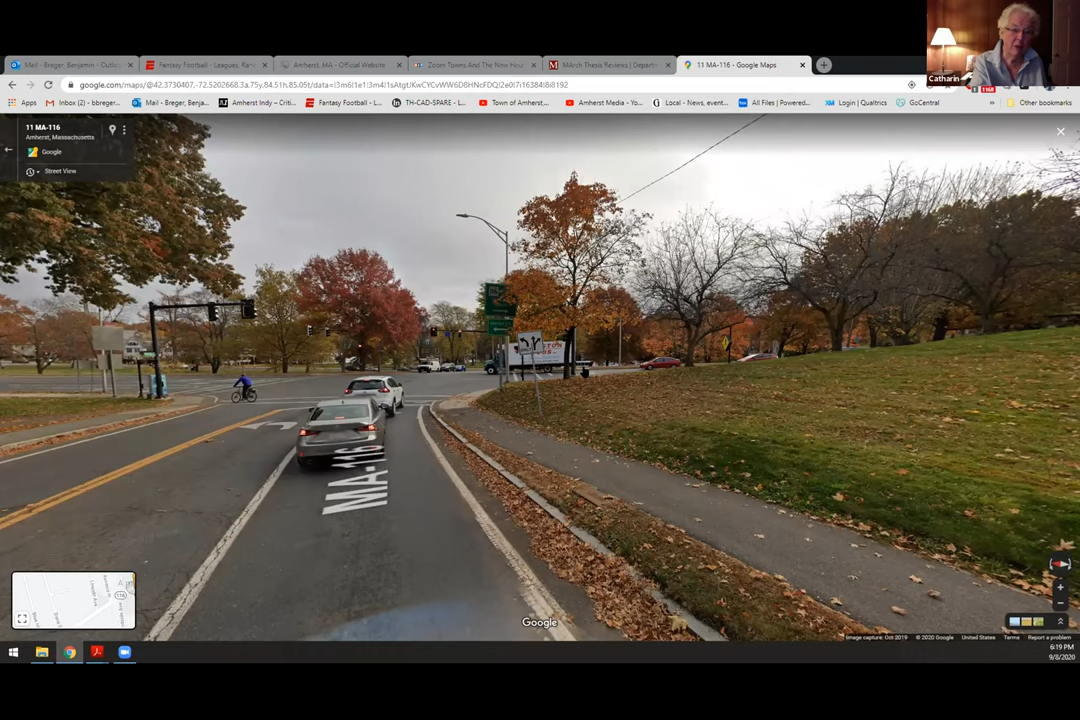 Mail - Breger, Benjamin - Outloo
Fantasy Football - Leagues, Ran
Amherst, MA - Official Website
Zoom Towns And The New Hou
MArch Thesis Reviews | Departm
11 MA-116 - Google Maps
google.com/maps/@42.3730407,-72.5202668,3a,75y,84.51h,85.05t/data=!3m6!1e1!3m4!1sAtgtUKwCYCvWW6D8HNcFDQ!2e0!7i16384!8i8192
Apps
Inbox (2) - bbreger...
Mail - Breger, Benja...
Amherst Indy – Criti...
Fantasy Football - L...
TH-CAD-SPARE - L...
Town of Amherst,...
Amherst Media - Yo...
Local - News, event...
All Files | Powered...
Login | Qualtrics
GoCentral
»
Other bookmarks
Catharin
11 MA-116
Amherst, Massachusetts
Google
Street View
MA-116
116
Google
Image capture: Oct 2019 © 2020 Google United States Terms Report a problem
6:19 PM
9/8/2020